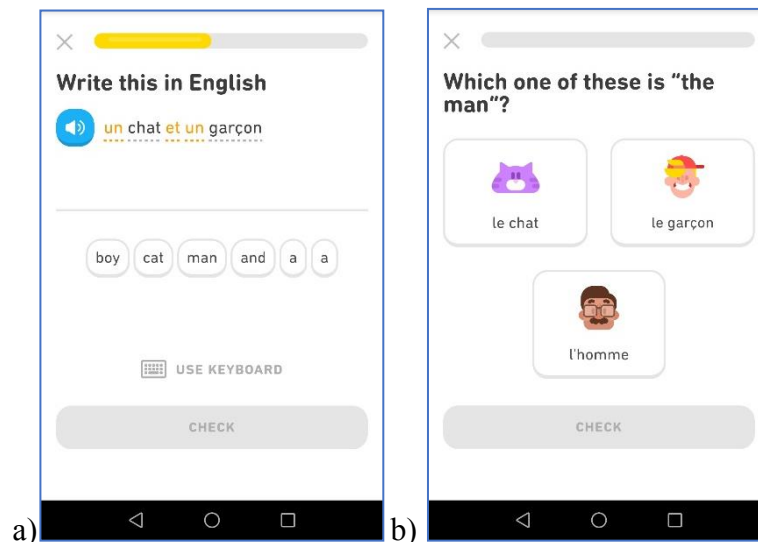 Write this in English
un chat et un garçon
boy cat man and a a
USE KEYBOARD
CHECK
a)
Which one of these is “the
man”?
le chat
le garçon
l'homme
CHECK
b)